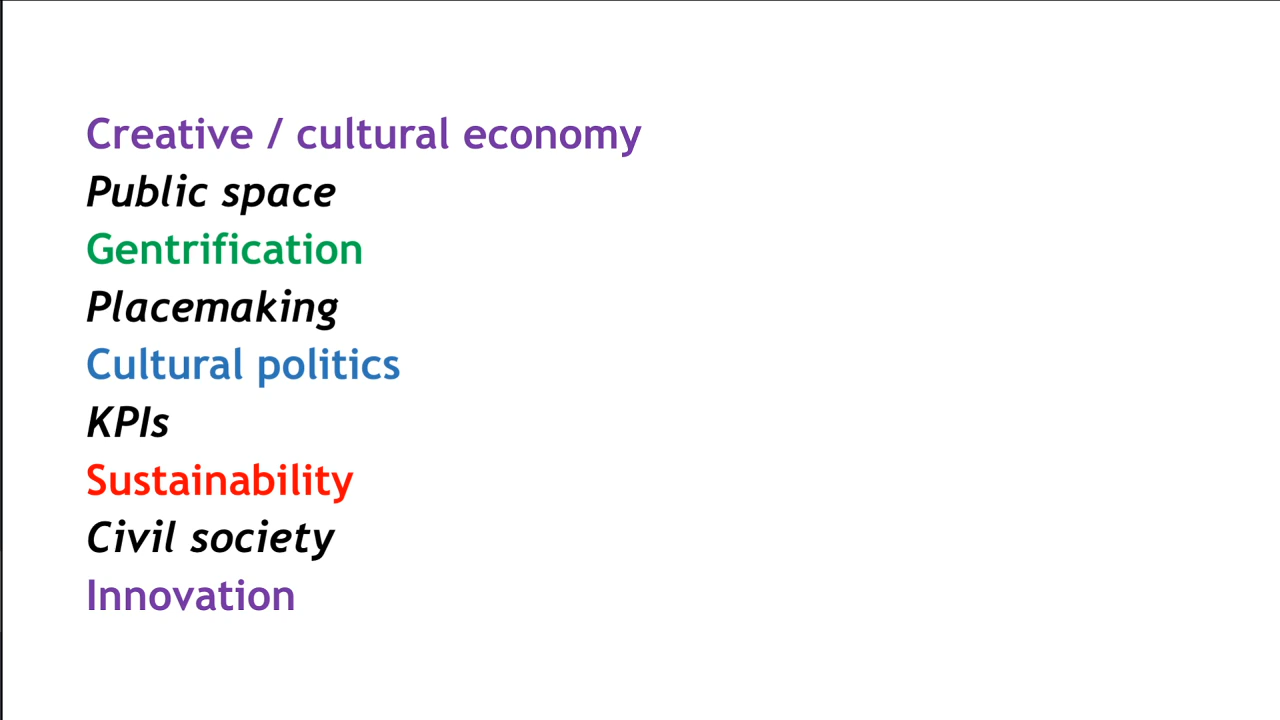 Creative / cultural economy
Public space
Gentrification
Placemaking
Cultural politics
KPIs
Sustainability
Civil society
Innovation